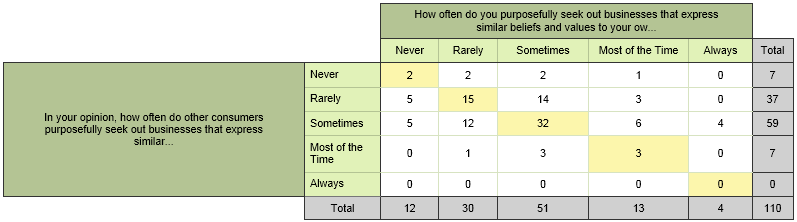 How often do you purposefully seek out businesses that express
similar beliefs and values to your ow...
Never Rarely Sometimes Most of the Time Always Total
In your opinion, how often do other consumers
purposefully seek out businesses that express
similar...
Never 2 2 2 1 0 7
Rarely 5 15 14 3 0 37
Sometimes 5 12 32 6 4 59
Most of the
Time 0 1 3 3 0 7
Always 0 0 0 0 0 0
Total 12 30 51 13 4 110